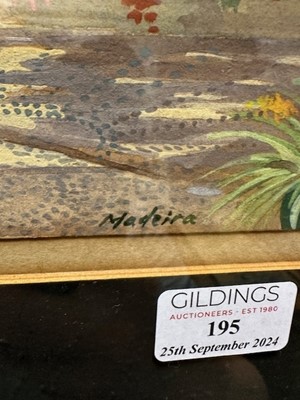 Madeira
GILDINGS
AUCTIONEERS - EST 1980
195
25th September 2024